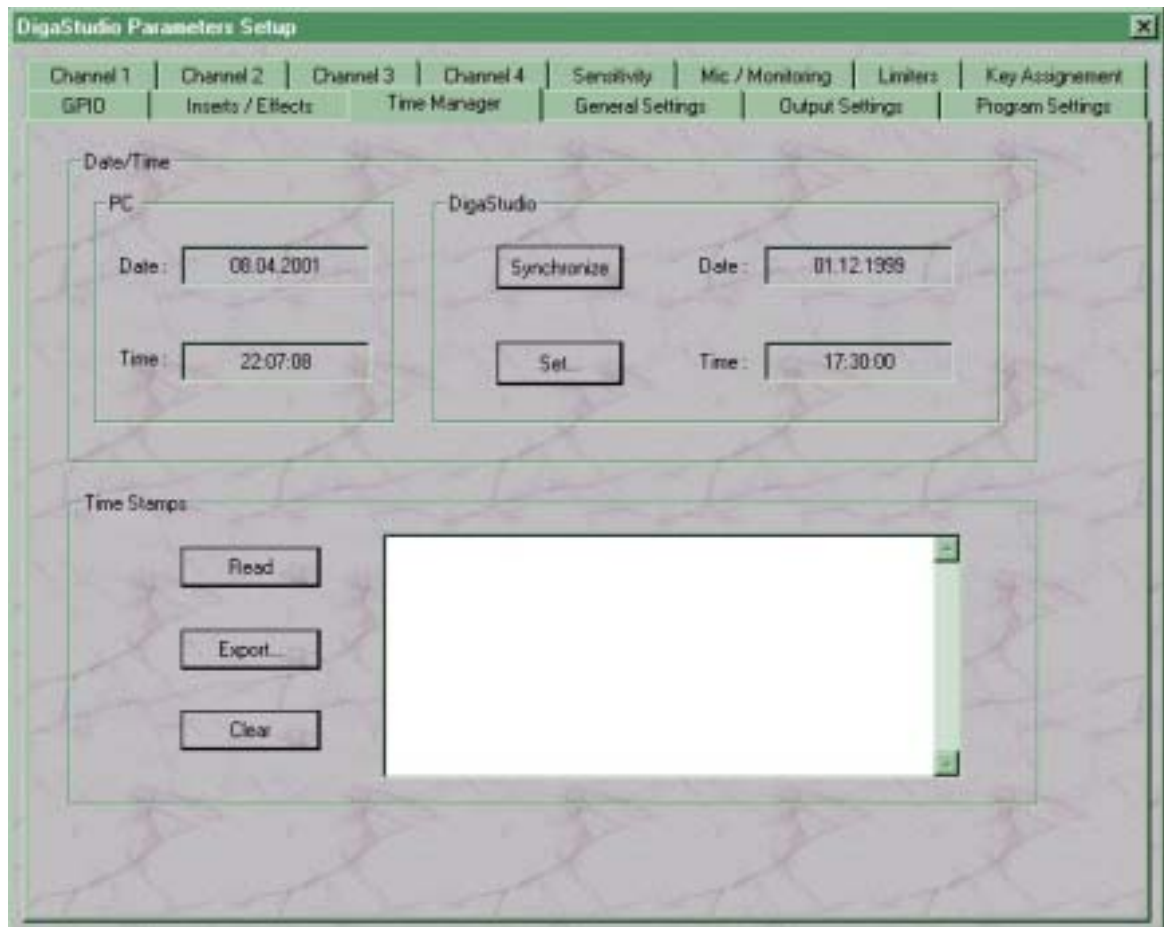 DigaStudio Parameters Setup
Channel 1 Channel 2 Channel 3 Channel 4 Sensitivity Mic / Monitoring Limiters Key Assignement
GPIO Inserts / Effects Time Manager General Settings Output Settings Program Settings
Date/Time
PC DigaStudio
Date : 08.04.2001 Synchronize Date : 01.12.1999
Time : 22:07:08 Set... Time : 17:30:00
Time Stamps
Read
Export...
Clear